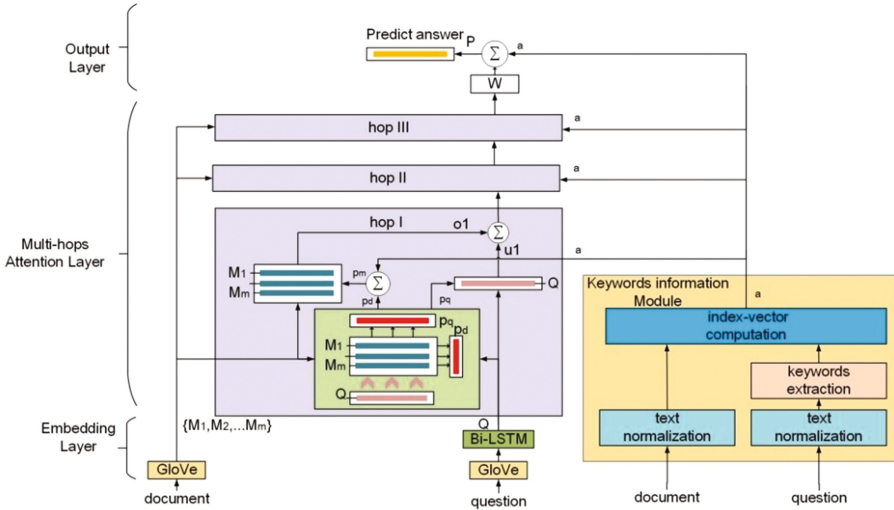 Output
Layer
Predict answer
P
Σ
a
W
hop III
a
hop II
a
Multi-hops
Attention Layer
hop I
o1
Σ
u1
a
M1
Mm
pm
Σ
pd
pq
Q
pq
pd
M1
Mm
Q
Keywords information
Module
a
index-vector
computation
keywords
extraction
text
normalization
text
normalization
document
question
Embedding
Layer
{M1,M2,...Mm}
Q
Bi-LSTM
GloVe
GloVe
document
question